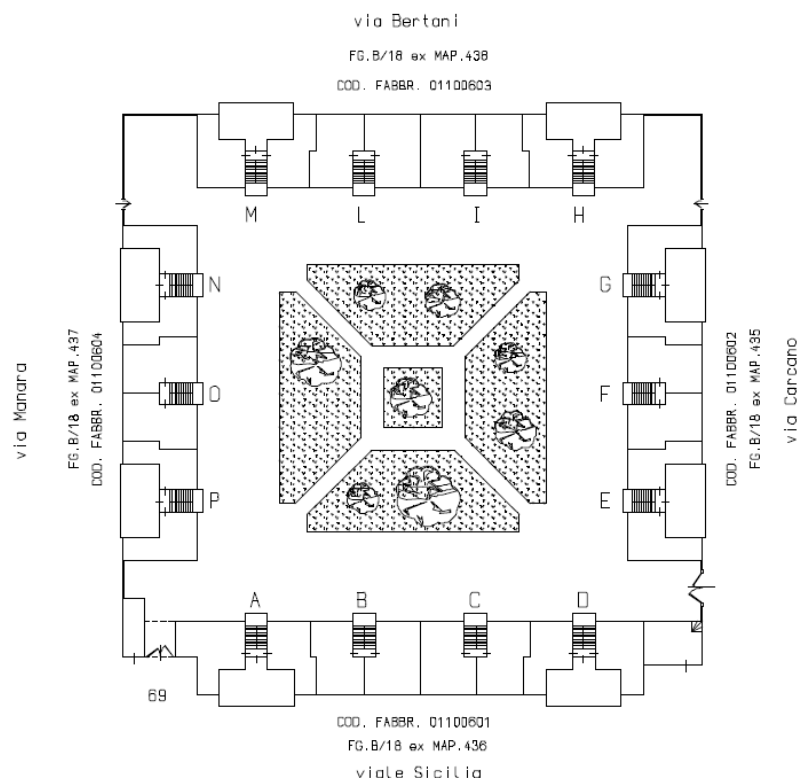 via Bertani
FG.B/18 ex MAP.438
COD. FABBR. 01100603
M
L
I
H
N
G
via Manara
FG.B/18 ex MAP.437
COD. FABBR. 01100604
O
F
COD. FABBR. 01100602
FG.B/18 ex MAP.435
via Carcano
P
E
A
B
C
D
69
COD. FABBR. 01100601
FG.B/18 ex MAP.436
viale Sicilia